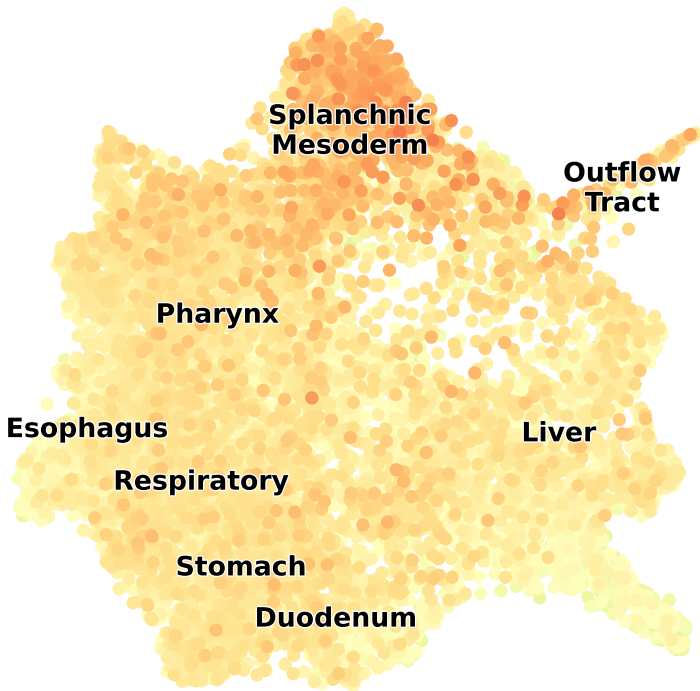 Splanchnic
Mesoderm
Outflow
Tract
Pharynx
Esophagus
Liver
Respiratory
Stomach
Duodenum